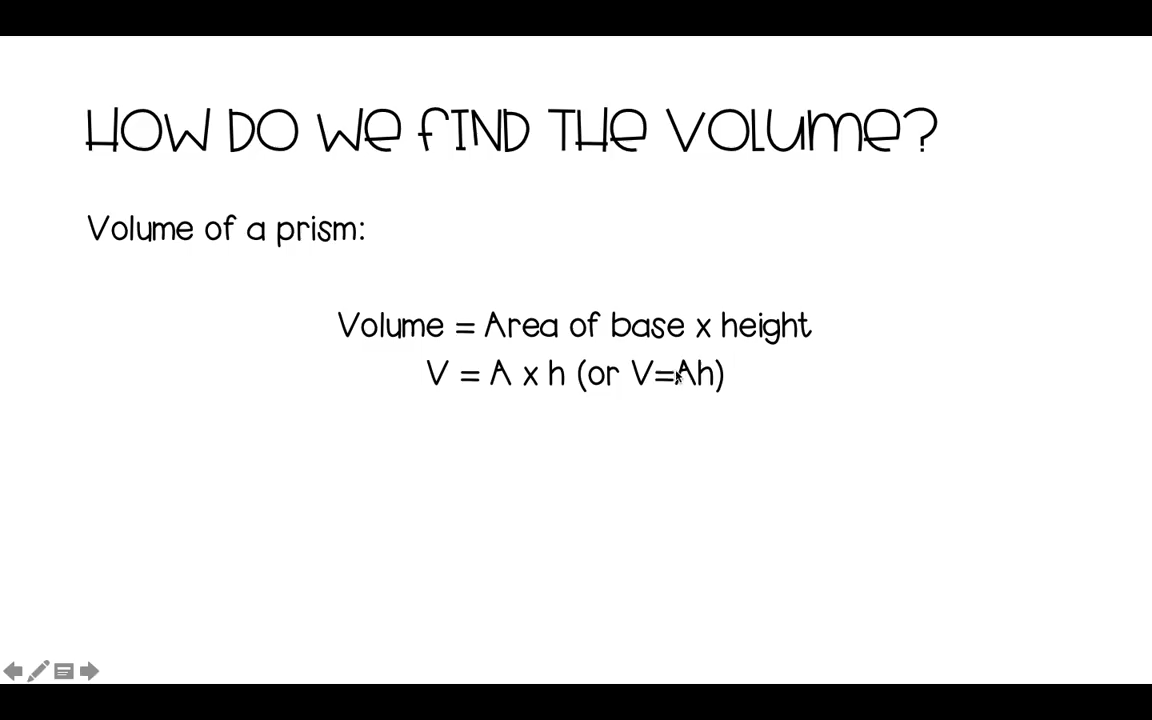 HOW DO We fIND THe VOLUme?
Volume of a prism:
Volume = Area of base x height
V = A x h (or V=Ah)